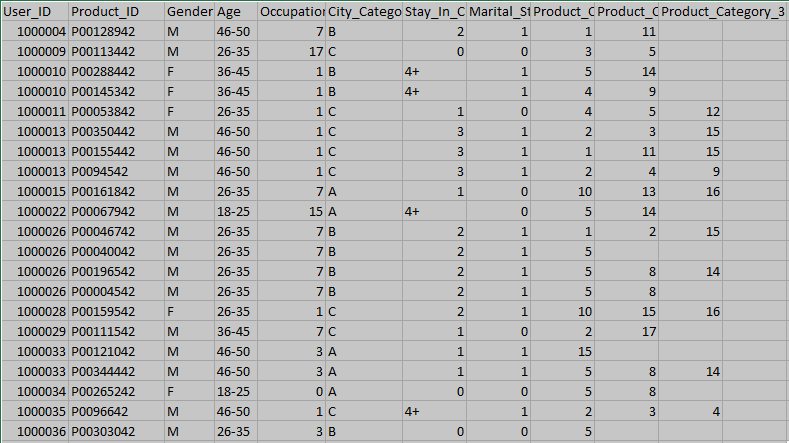 User_ID Product_ID Gender Age Occupation City_Catego Stay_In_C Marital_St Product_C Product_C Product_Category_3
1000004 P00128942 M 46-50 7 B 2 1 1 11
1000009 P00113442 M 26-35 17 C 0 0 3 5
1000010 P00288442 F 36-45 1 B 4+ 1 5 14
1000010 P00145342 F 36-45 1 B 4+ 1 4 9
1000011 P00053842 F 26-35 1 C 1 0 4 5 12
1000013 P00350442 M 46-50 1 C 3 1 2 3 15
1000013 P00155442 M 46-50 1 C 3 1 1 11 15
1000013 P0094542 M 46-50 1 C 3 1 2 4 9
1000015 P00161842 M 26-35 7 A 1 0 10 13 16
1000022 P00067942 M 18-25 15 A 4+ 0 5 14
1000026 P00046742 M 26-35 7 B 2 1 1 2 15
1000026 P00040042 M 26-35 7 B 2 1 5
1000026 P00196542 M 26-35 7 B 2 1 5 8 14
1000026 P00004542 M 26-35 7 B 2 1 5 8
1000028 P00159542 F 26-35 1 C 2 1 10 15 16
1000029 P00111542 M 36-45 7 C 1 0 2 17
1000033 P00121042 M 46-50 3 A 1 1 15
1000033 P00344442 M 46-50 3 A 1 1 5 8 14
1000034 P00265242 F 18-25 0 A 0 0 5 8
1000035 P0096642 M 46-50 1 C 4+ 1 2 3 4
1000036 P00303042 M 26-35 3 B 0 0 5